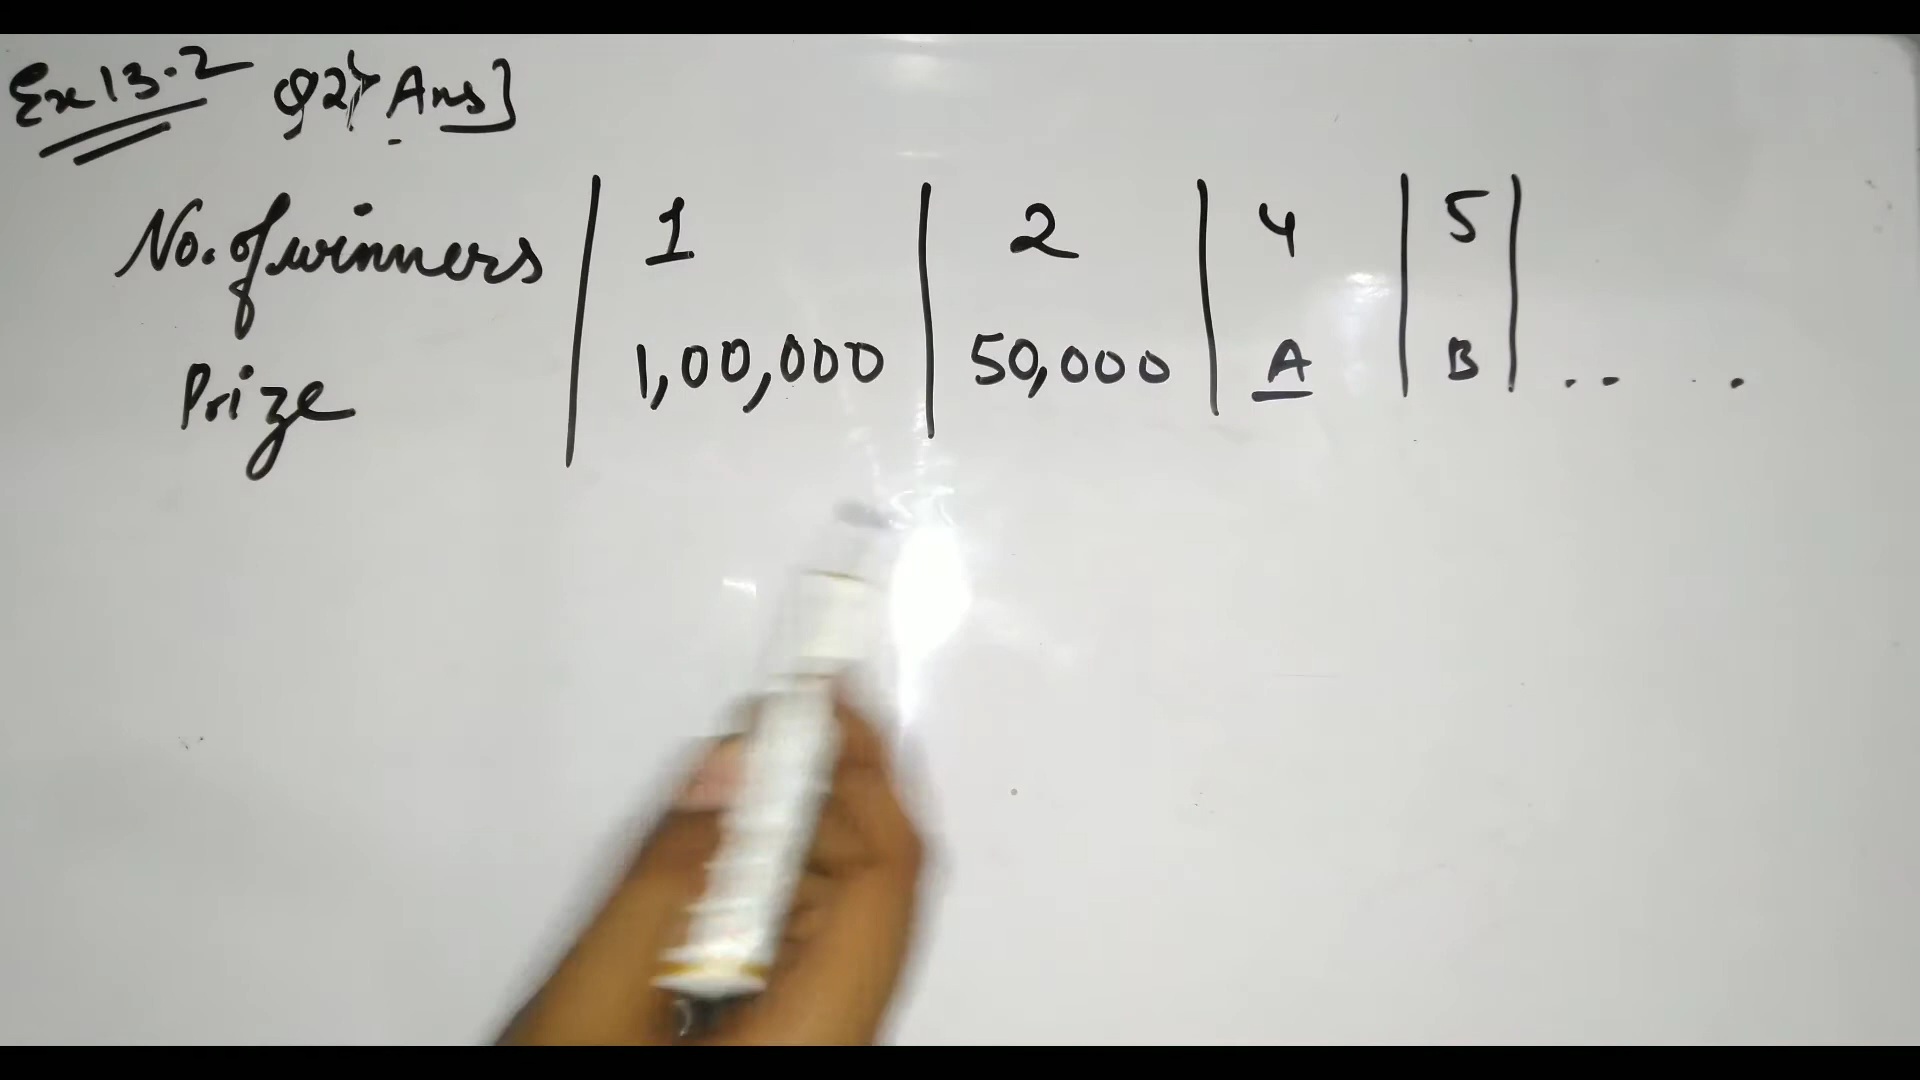 Ex 13.2 Q2} Ans]
No. of winners | 1 | 2 | 4 | 5 |
Prize | 1,00,000 | 50,000 | A | B | .. . .